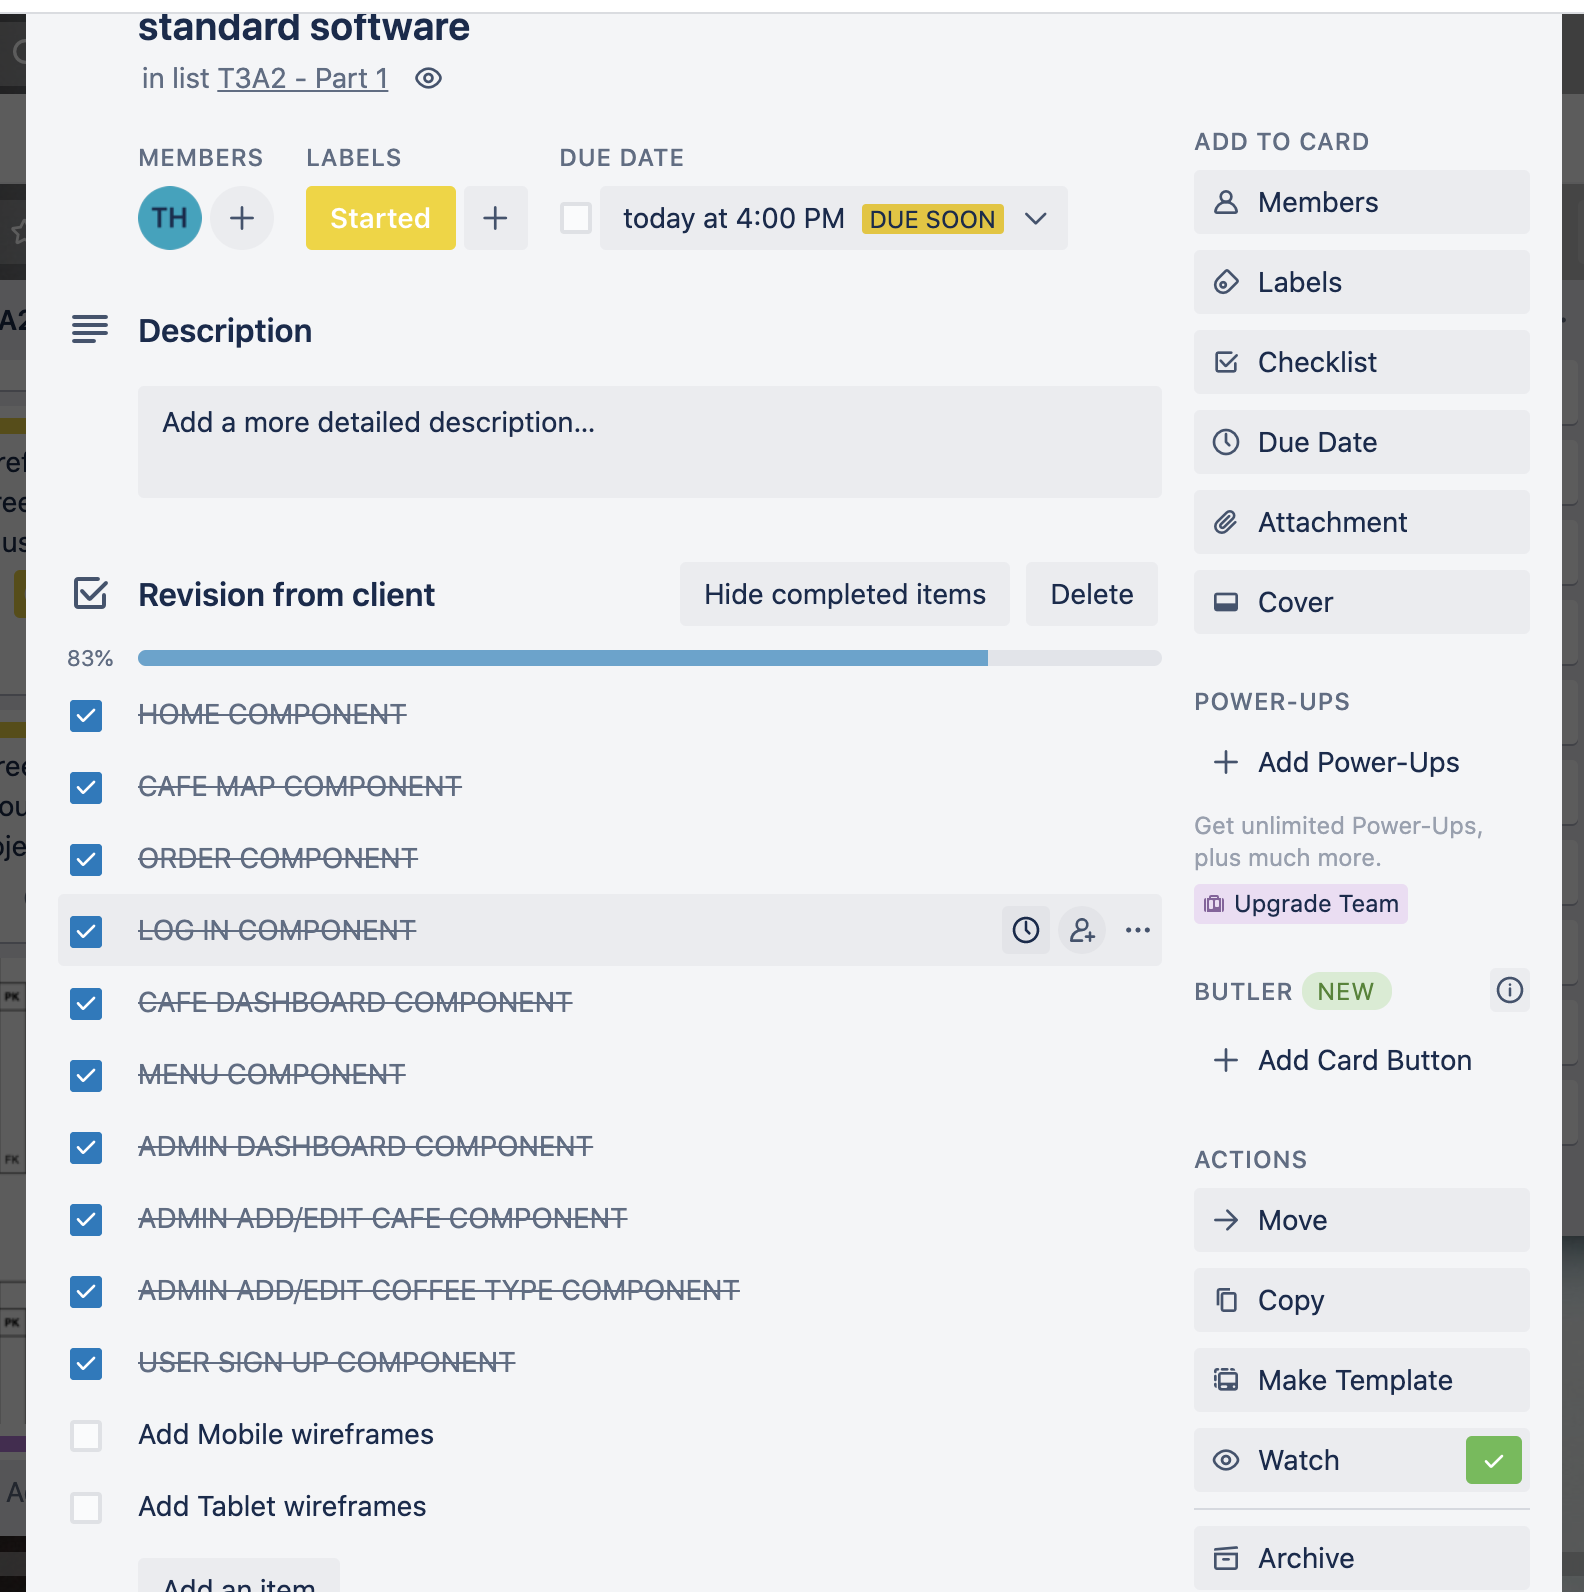 standard software
in list T3A2 - Part 1
MEMBERS
LABELS
DUE DATE
TH
Started
today at 4:00 PM DUE SOON
Description
Add a more detailed description...
Revision from client
Hide completed items
Delete
83%
HOME COMPONENT
CAFE MAP COMPONENT
ORDER COMPONENT
LOG IN COMPONENT
CAFE DASHBOARD COMPONENT
MENU COMPONENT
ADMIN DASHBOARD COMPONENT
ADMIN ADD/EDIT CAFE COMPONENT
ADMIN ADD/EDIT COFFEE TYPE COMPONENT
USER SIGN UP COMPONENT
Add Mobile wireframes
Add Tablet wireframes
Add an item
ADD TO CARD
Members
Labels
Checklist
Due Date
Attachment
Cover
POWER-UPS
Add Power-Ups
Get unlimited Power-Ups,
plus much more.
Upgrade Team
BUTLER NEW
Add Card Button
ACTIONS
Move
Copy
Make Template
Watch
Archive
PK
FK
PK